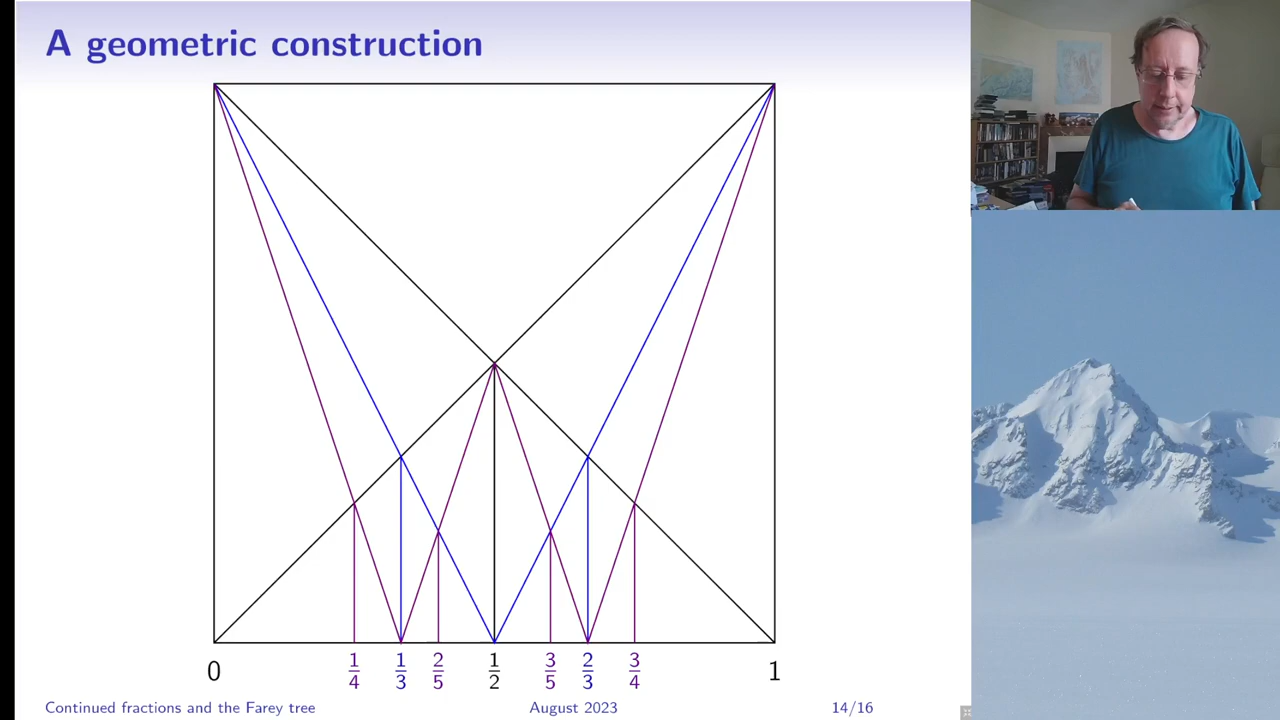 A geometric construction
0 1/4 1/3 2/5 1/2 3/5 2/3 3/4 1
Continued fractions and the Farey tree August 2023 14/16